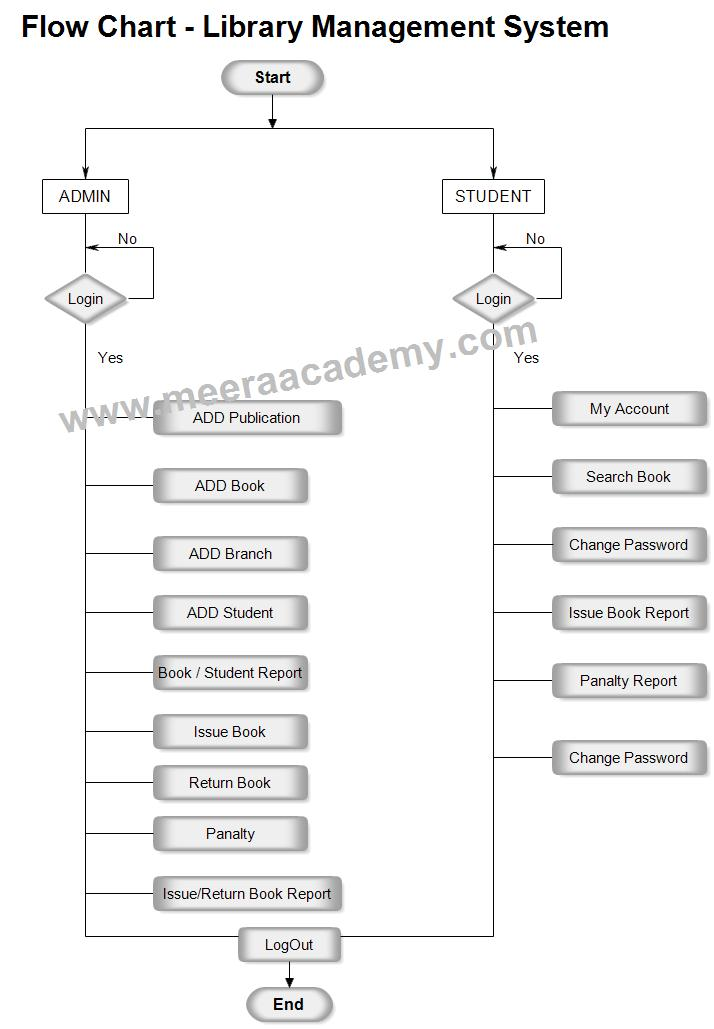 Flow Chart - Library Management System
Start
ADMIN
STUDENT
No
No
Login
Login
Yes
Yes
www.meeraacademy.com
ADD Publication
My Account
ADD Book
Search Book
ADD Branch
Change Password
ADD Student
Issue Book Report
Book / Student Report
Panalty Report
Issue Book
Change Password
Return Book
Panalty
Issue/Return Book Report
LogOut
End